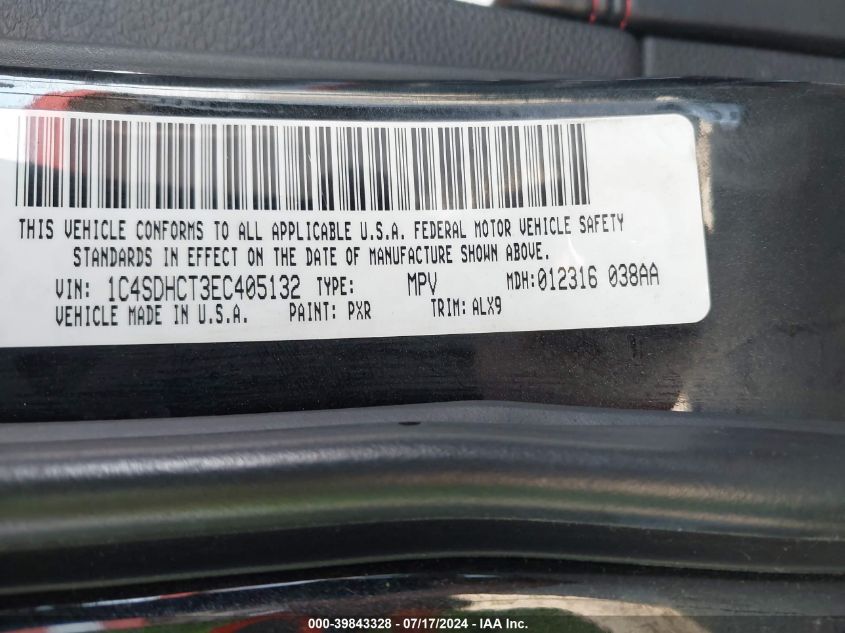 THIS VEHICLE CONFORMS TO ALL APPLICABLE U.S.A. FEDERAL MOTOR VEHICLE SAFETY
STANDARDS IN EFFECT ON THE DATE OF MANUFACTURE SHOWN ABOVE.
VIN: 1C4SDHCT3EC405132 TYPE: MPV MDH:012316 038AA
VEHICLE MADE IN U.S.A. PAINT: PXR TRIM: ALX9
000-39843328 - 07/17/2024 - IAA Inc.